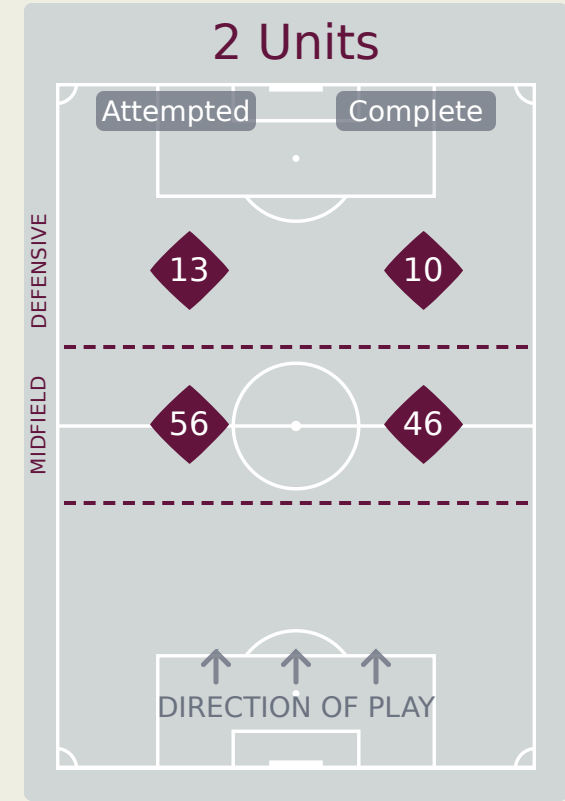 2 Units
Attempted Complete
DEFENSIVE
13 10
MIDFIELD
56 46
DIRECTION OF PLAY